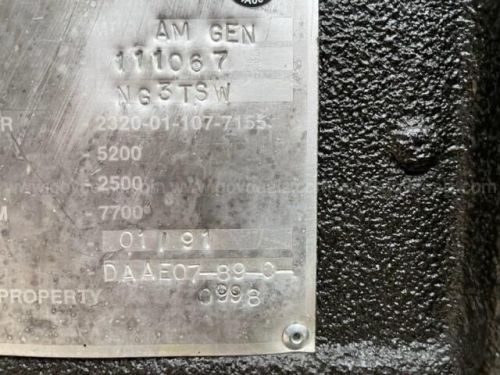 AM GEN
111067
NG3TSW
R 2320-01-107-7155
- 5200
- 2500
M - 7700
01/91
DAAE07-89-C-
PROPERTY 0998